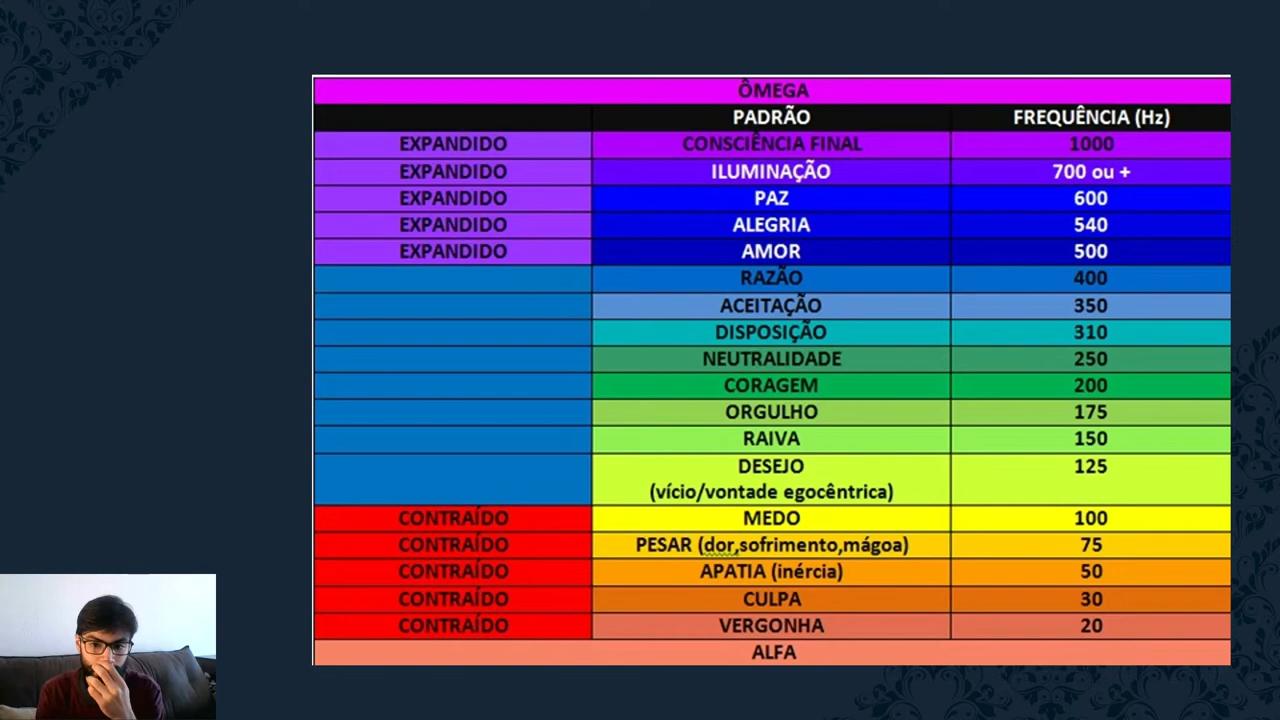 ÔMEGA
PADRÃO FREQUÊNCIA (Hz)
EXPANDIDO CONSCIÊNCIA FINAL 1000
EXPANDIDO ILUMINAÇÃO 700 ou +
EXPANDIDO PAZ 600
EXPANDIDO ALEGRIA 540
EXPANDIDO AMOR 500
RAZÃO 400
ACEITAÇÃO 350
DISPOSIÇÃO 310
NEUTRALIDADE 250
CORAGEM 200
ORGULHO 175
RAIVA 150
DESEJO 125
(vício/vontade egocêntrica)
CONTRAÍDO MEDO 100
CONTRAÍDO PESAR (dor,sofrimento,mágoa) 75
CONTRAÍDO APATIA (inércia) 50
CONTRAÍDO CULPA 30
CONTRAÍDO VERGONHA 20
ALFA